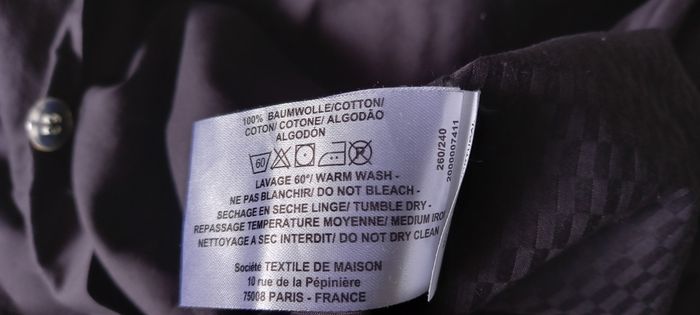 100% BAUMWOLLE/COTTON/
COTON/ COTONE/ ALGODÃO
ALGODÓN
60
LAVAGE 60°/ WARM WASH -
NE PAS BLANCHIR/ DO NOT BLEACH -
SECHAGE EN SECHE LINGE/ TUMBLE DRY -
REPASSAGE TEMPERATURE MOYENNE/ MEDIUM IRON
NETTOYAGE A SEC INTERDIT/ DO NOT DRY CLEAN
Société TEXTILE DE MAISON
10 rue de la Pépinière
75008 PARIS - FRANCE
260/240
2000007411